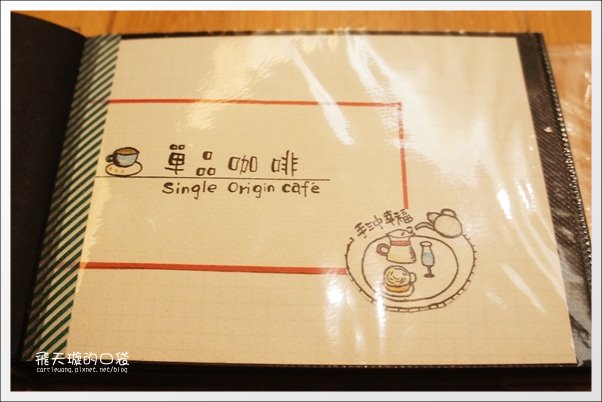 單品咖啡
Single Origin cafè
手沖幸福
飛天璇的口袋
carrieuang.pixnet.net/blog